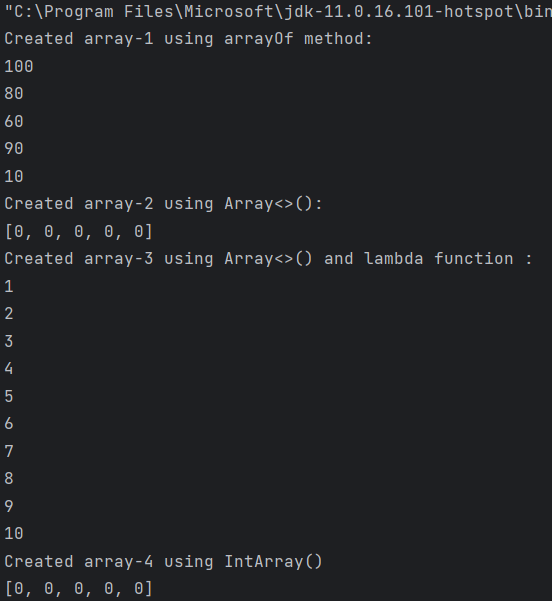 "C:\Program Files\Microsoft\jdk-11.0.16.101-hotspot\bin
Created array-1 using arrayOf method:
100
80
60
90
10
Created array-2 using Array<>():
[0, 0, 0, 0, 0]
Created array-3 using Array<>() and lambda function :
1
2
3
4
5
6
7
8
9
10
Created array-4 using IntArray()
[0, 0, 0, 0, 0]